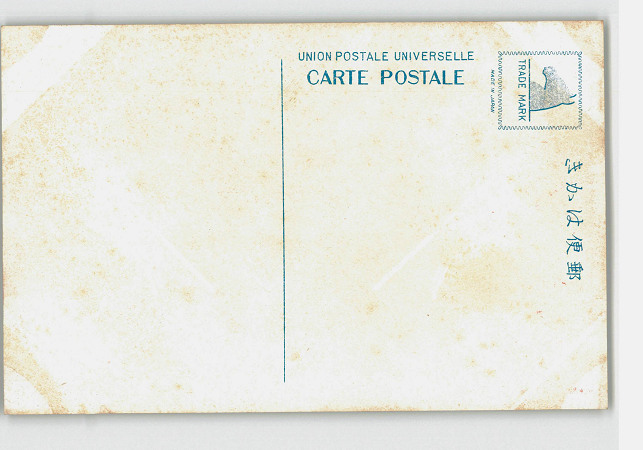 UNION POSTALE UNIVERSELLE
CARTE POSTALE
TRADE MARK
MADE IN JAPAN
きかは便郵